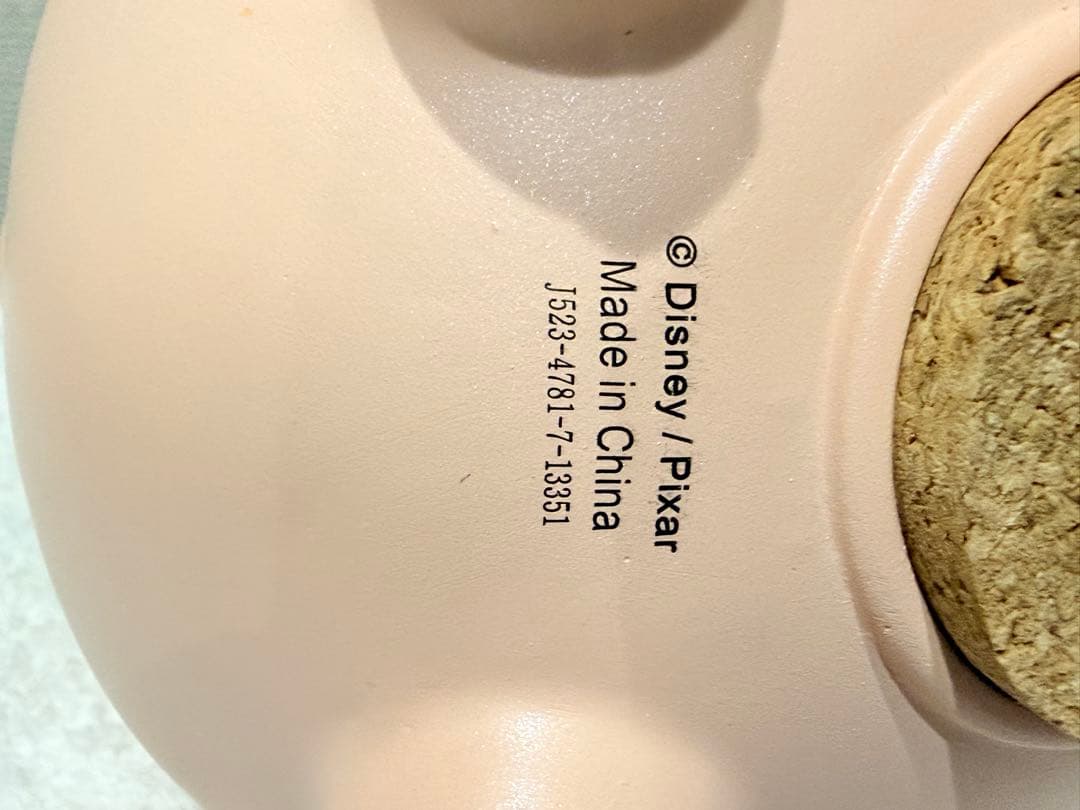 © Disney / Pixar
Made in China
J523-4781-7-13351